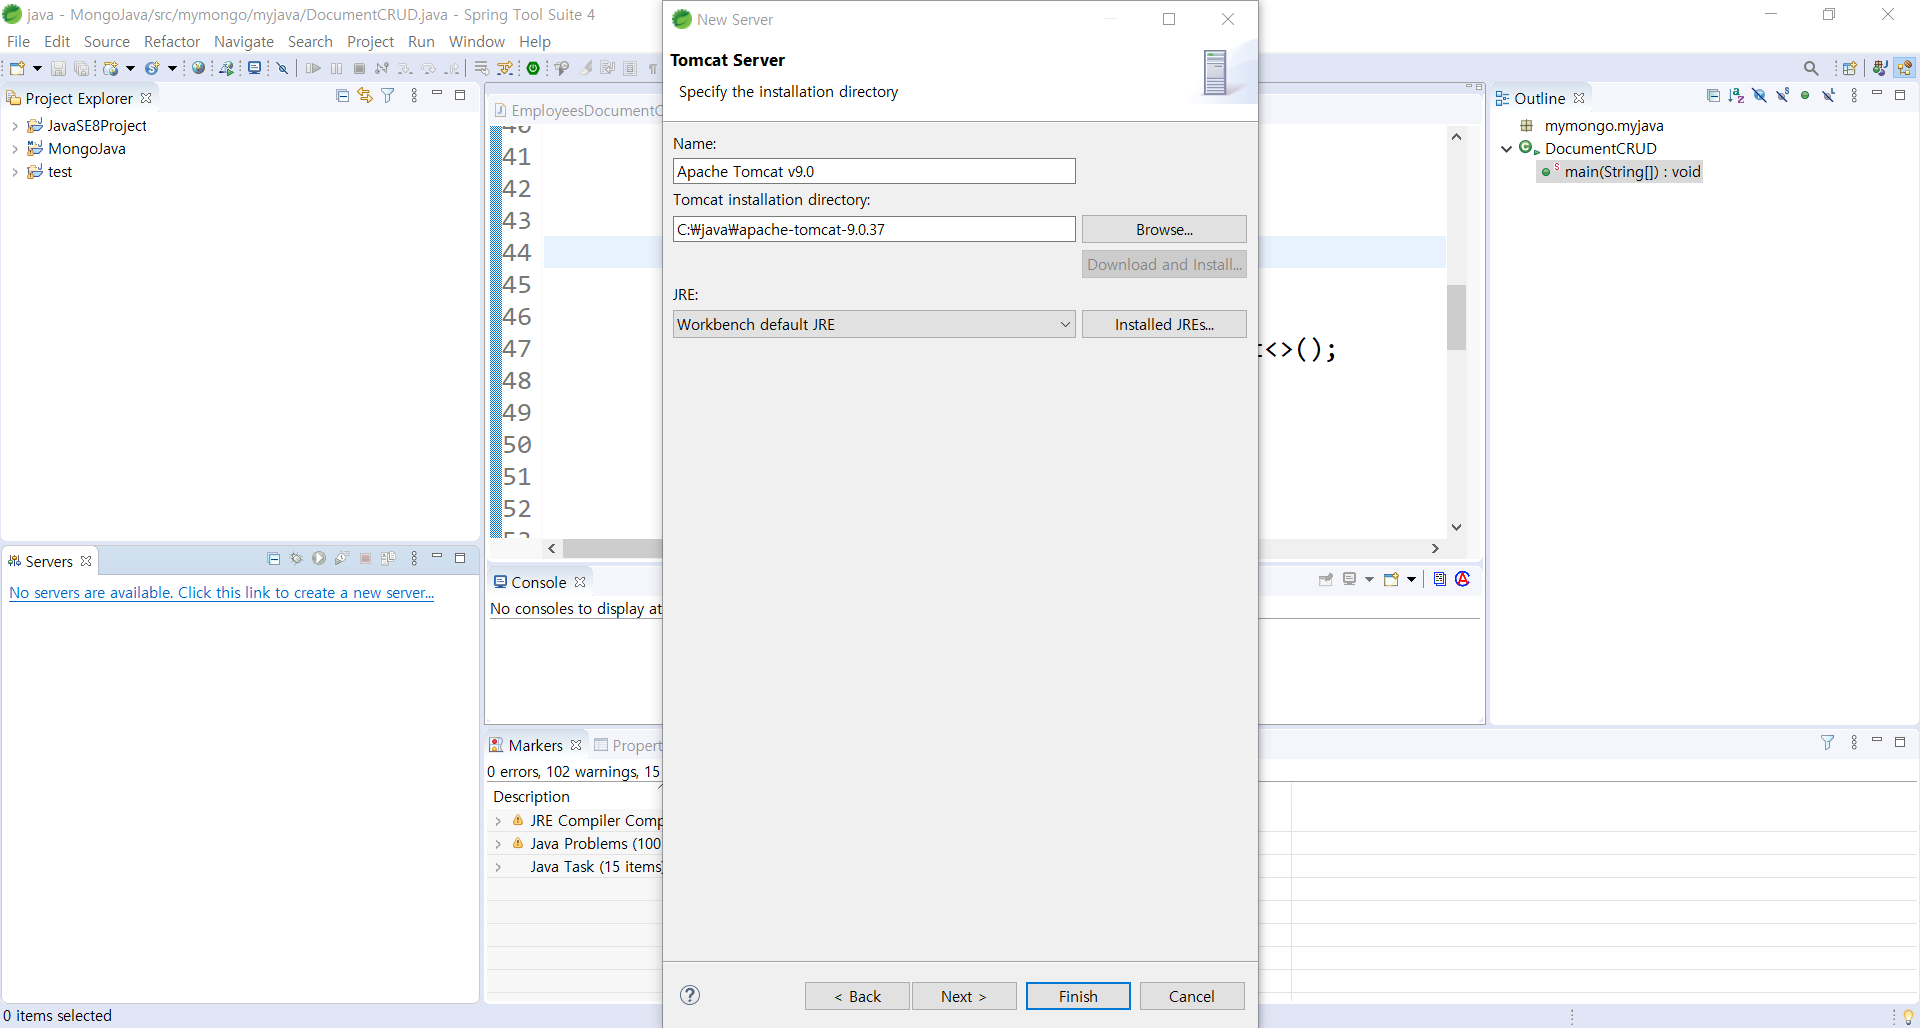 java - MongoJava/src/mymongo/myjava/DocumentCRUD.java - Spring Tool Suite 4
File Edit Source Refactor Navigate Search Project Run Window Help
Project Explorer
JavaSE8Project
MongoJava
test
Servers
No servers are available. Click this link to create a new server...
EmployeesDocumentC
40
41
42
43
44
45
46
47
<>();
48
49
50
51
52
53
Console
No consoles to display at
Markers
Propert
0 errors, 102 warnings, 15
Description
JRE Compiler Comp
Java Problems (100
Java Task (15 items)
New Server
Tomcat Server
Specify the installation directory
Name:
Apache Tomcat v9.0
Tomcat installation directory:
C:₩java₩apache-tomcat-9.0.37
Browse...
Download and Install...
JRE:
Workbench default JRE
Installed JREs...
< Back
Next >
Finish
Cancel
Outline
mymongo.myjava
DocumentCRUD
main(String[]) : void
0 items selected